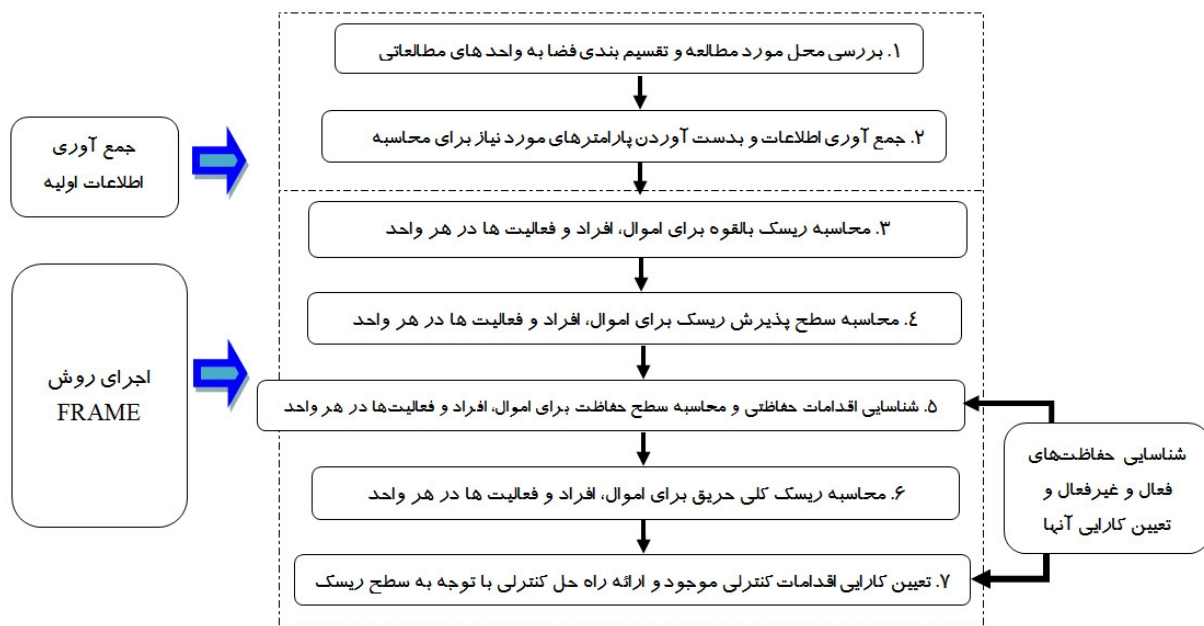 ۱. بررسی محل مورد مطالعه و تقسیم بندی فضا به واحد های مطالعاتی
۲. جمع آوری اطلاعات و بدست آوردن پارامترهای مورد نیاز برای محاسبه
جمع آوری
اطلاعات اولیه
۳. محاسبه ریسک بالقوه برای اموال، افراد و فعالیت ها در هر واحد
۴. محاسبه سطح پذیرش ریسک برای اموال، افراد و فعالیت ها در هر واحد
اجرای روش
FRAME
۵. شناسایی اقدامات حفاظتی و محاسبه سطح حفاظت برای اموال، افراد و فعالیت‌ها در هر واحد
۶. محاسبه ریسک کلی حریق برای اموال، افراد و فعالیت ها در هر واحد
شناسایی حفاظت‌های
فعال و غیرفعال و
تعیین کارایی آنها
۷. تعیین کارایی اقدامات کنترلی موجود و ارائه راه حل کنترلی با توجه به سطح ریسک